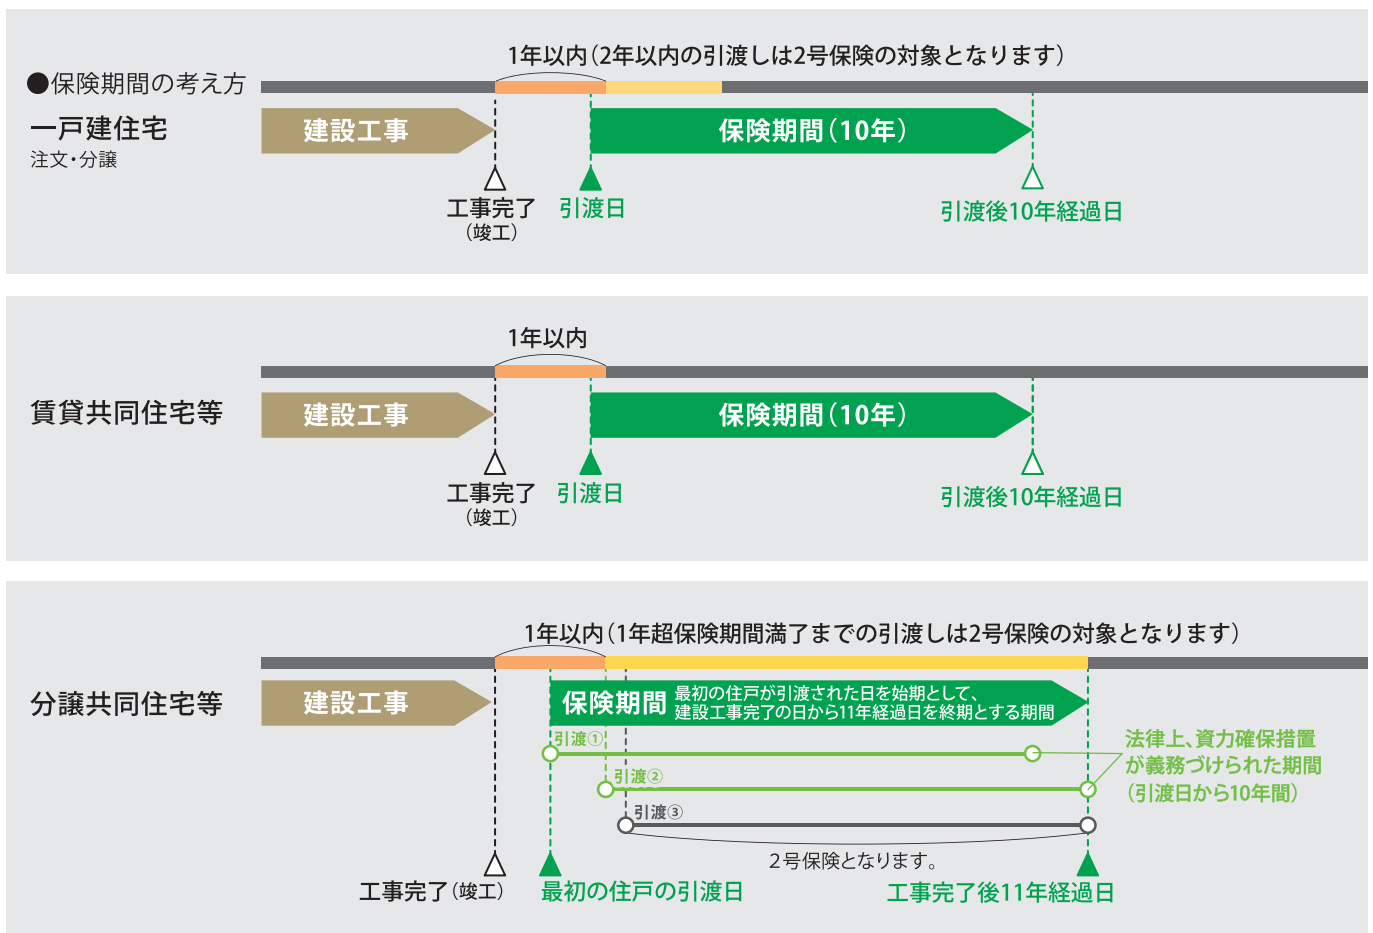 1年以内(2年以内の引渡しは2号保険の対象となります)
●保険期間の考え方
一戸建住宅
注文・分譲
建設工事
保険期間(10年)
工事完了
(竣工)
引渡日
引渡後10年経過日
1年以内
賃貸共同住宅等
建設工事
保険期間(10年)
工事完了
(竣工)
引渡日
引渡後10年経過日
1年以内(1年超保険期間満了までの引渡しは2号保険の対象となります)
分譲共同住宅等
建設工事
保険期間
最初の住戸が引渡された日を始期として、
建設工事完了の日から11年経過日を終期とする期間
引渡①
引渡②
引渡③
法律上、資力確保措置
が義務づけられた期間
(引渡日から10年間)
2号保険となります。
工事完了(竣工)
最初の住戸の引渡日
工事完了後11年経過日